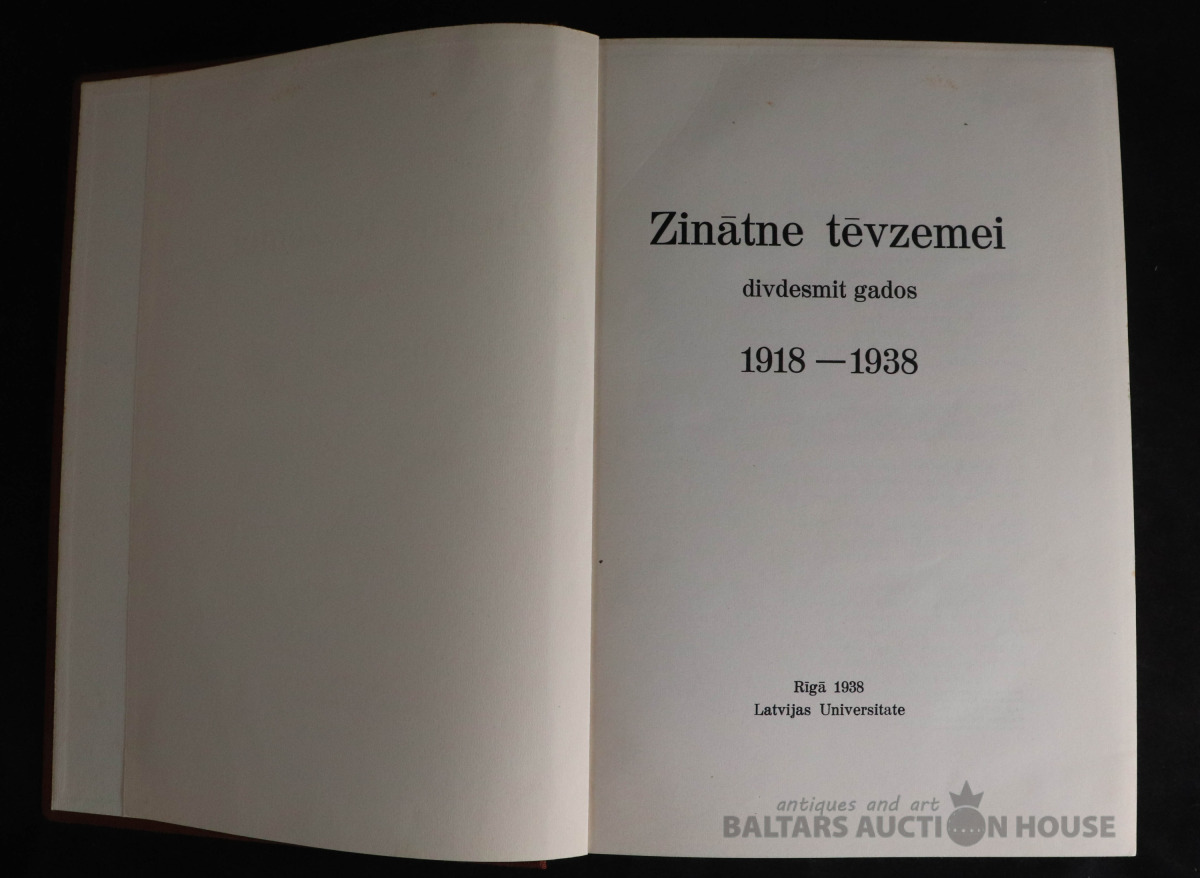 Zinātne tēvzemei
divdesmit gados
1918 — 1938
Rīgā 1938
Latvijas Universitate
antiques and art
BALTARS AUCTION HOUSE